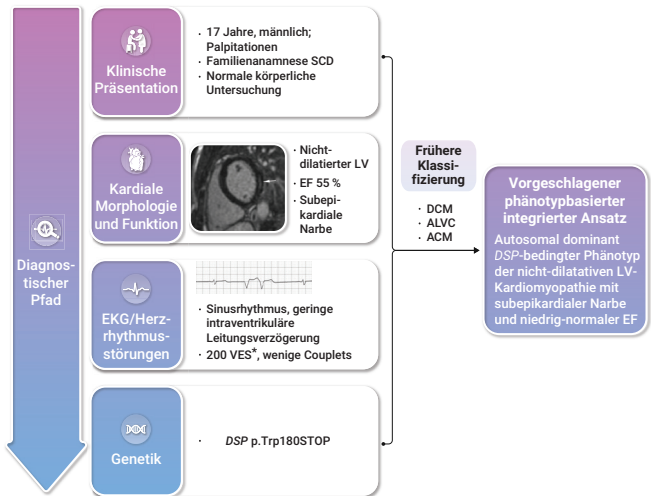 Diagnos-
tischer
Pfad
Klinische
Präsentation
· 17 Jahre, männlich;
Palpitationen
· Familienanamnese SCD
· Normale körperliche
Untersuchung
Kardiale
Morphologie
und Funktion
· Nicht-
dilatierter LV
· EF 55 %
· Subepi-
kardiale
Narbe
EKG/Herz-
rhythmus-
störungen
· Sinusrhythmus, geringe
intraventrikuläre
Leitungsverzögerung
· 200 VES*, wenige Couplets
Genetik
· DSP p.Trp180STOP
Frühere
Klassi-
fizierung
· DCM
· ALVC
· ACM
Vorgeschlagener
phänotypbasierter
integrierter Ansatz
Autosomal dominant
DSP-bedingter Phänotyp
der nicht-dilatativen LV-
Kardiomyopathie mit
subepikardialer Narbe
und niedrig-normaler EF